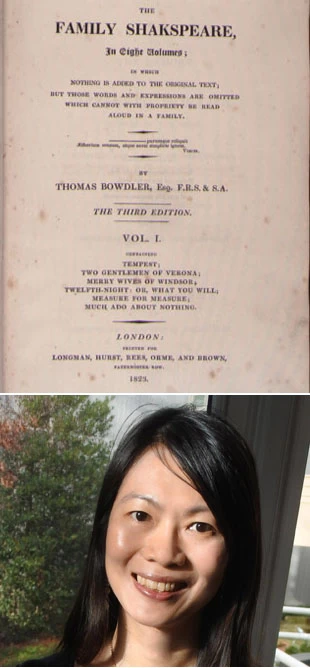 THE
FAMILY SHAKSPEARE,
In Eight Volumes;
IN WHICH
NOTHING IS ADDED TO THE ORIGINAL TEXT;
BUT THOSE WORDS AND EXPRESSIONS ARE OMITTED
WHICH CANNOT WITH PROPRIETY BE READ
ALOUD IN A FAMILY.
BY
THOMAS BOWDLER, Esq. F.R.S. & S.A.
THE THIRD EDITION.
VOL. I.
CONTAINING
TEMPEST;
TWO GENTLEMEN OF VERONA;
MERRY WIVES OF WINDSOR;
TWELFTH-NIGHT: OR, WHAT YOU WILL;
MEASURE FOR MEASURE;
MUCH ADO ABOUT NOTHING.
LONDON:
PRINTED FOR
LONGMAN, HURST, REES, ORME, AND BROWN,
PATERNOSTER-ROW.
1823.